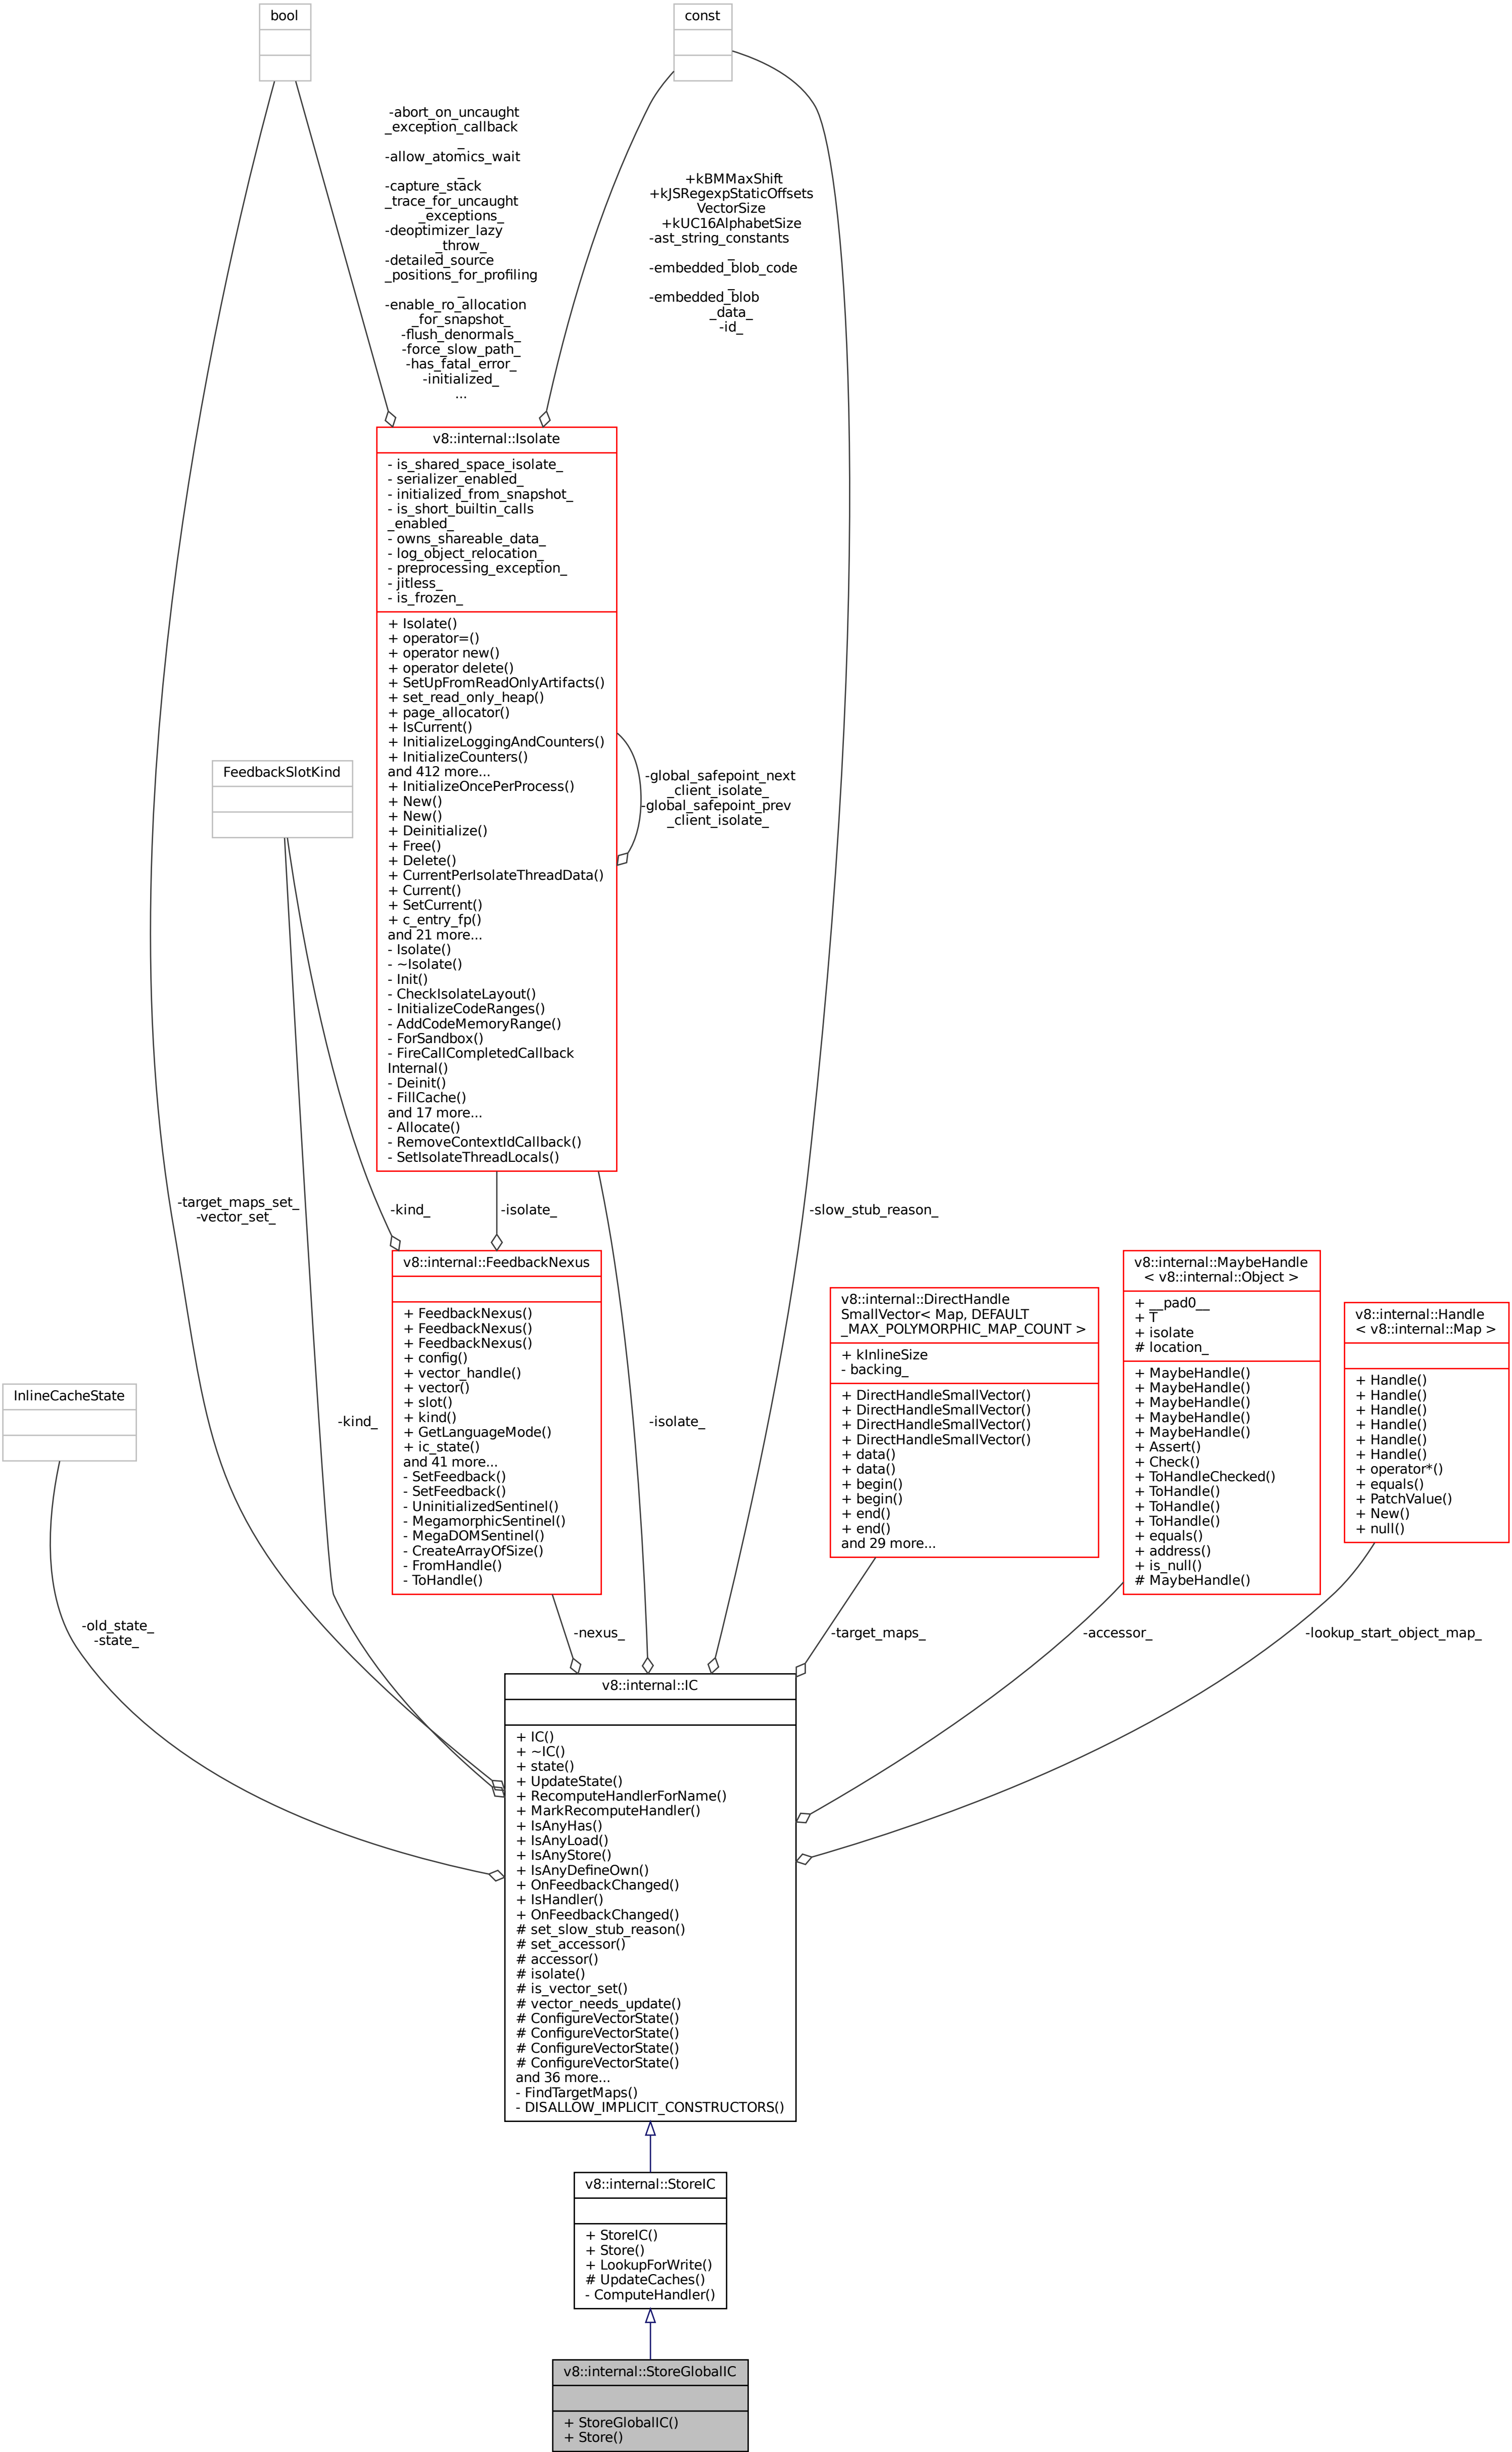 bool
const
-abort_on_uncaught
_exception_callback
_
-allow_atomics_wait
_
-capture_stack
_trace_for_uncaught
_exceptions_
-deoptimizer_lazy
_throw_
-detailed_source
_positions_for_profiling
_
-enable_ro_allocation
_for_snapshot_
-flush_denormals_
-force_slow_path_
-has_fatal_error_
-initialized_
...
+kBMMaxShift
+kJSRegexpStaticOffsets
VectorSize
+kUC16AlphabetSize
-ast_string_constants
_
-embedded_blob_code
_
-embedded_blob
_data_
-id_
v8::internal::Isolate
- is_shared_space_isolate_
- serializer_enabled_
- initialized_from_snapshot_
- is_short_builtin_calls
_enabled_
- owns_shareable_data_
- log_object_relocation_
- preprocessing_exception_
- jitless_
- is_frozen_
+ Isolate()
+ operator=()
+ operator new()
+ operator delete()
+ SetUpFromReadOnlyArtifacts()
+ set_read_only_heap()
+ page_allocator()
+ IsCurrent()
+ InitializeLoggingAndCounters()
+ InitializeCounters()
and 412 more...
+ InitializeOncePerProcess()
+ New()
+ New()
+ Deinitialize()
+ Free()
+ Delete()
+ CurrentPerIsolateThreadData()
+ Current()
+ SetCurrent()
+ c_entry_fp()
and 21 more...
- Isolate()
- ~Isolate()
- Init()
- CheckIsolateLayout()
- InitializeCodeRanges()
- AddCodeMemoryRange()
- ForSandbox()
- FireCallCompletedCallback
Internal()
- Deinit()
- FillCache()
and 17 more...
- Allocate()
- RemoveContextIdCallback()
- SetIsolateThreadLocals()
-global_safepoint_next
_client_isolate_
-global_safepoint_prev
_client_isolate_
FeedbackSlotKind
-target_maps_set_
-vector_set_
-kind_
-isolate_
-slow_stub_reason_
v8::internal::FeedbackNexus
+ FeedbackNexus()
+ FeedbackNexus()
+ FeedbackNexus()
+ config()
+ vector_handle()
+ vector()
+ slot()
+ kind()
+ GetLanguageMode()
+ ic_state()
and 41 more...
- SetFeedback()
- SetFeedback()
- UninitializedSentinel()
- MegamorphicSentinel()
- MegaDOMSentinel()
- CreateArrayOfSize()
- FromHandle()
- ToHandle()
v8::internal::DirectHandle
SmallVector< Map, DEFAULT
_MAX_POLYMORPHIC_MAP_COUNT >
+ kInlineSize
- backing_
+ DirectHandleSmallVector()
+ DirectHandleSmallVector()
+ DirectHandleSmallVector()
+ DirectHandleSmallVector()
+ data()
+ data()
+ begin()
+ begin()
+ end()
+ end()
and 29 more...
v8::internal::MaybeHandle
< v8::internal::Object >
+ __pad0__
+ T
+ isolate
# location_
+ MaybeHandle()
+ MaybeHandle()
+ MaybeHandle()
+ MaybeHandle()
+ MaybeHandle()
+ Assert()
+ Check()
+ ToHandleChecked()
+ ToHandle()
+ ToHandle()
+ ToHandle()
+ equals()
+ address()
+ is_null()
# MaybeHandle()
v8::internal::Handle
< v8::internal::Map >
+ Handle()
+ Handle()
+ Handle()
+ Handle()
+ Handle()
+ Handle()
+ operator*()
+ equals()
+ PatchValue()
+ New()
+ null()
InlineCacheState
-kind_
-isolate_
-old_state_
-state_
-nexus_
-target_maps_
-accessor_
-lookup_start_object_map_
v8::internal::IC
+ IC()
+ ~IC()
+ state()
+ UpdateState()
+ RecomputeHandlerForName()
+ MarkRecomputeHandler()
+ IsAnyHas()
+ IsAnyLoad()
+ IsAnyStore()
+ IsAnyDefineOwn()
+ OnFeedbackChanged()
+ IsHandler()
+ OnFeedbackChanged()
# set_slow_stub_reason()
# set_accessor()
# accessor()
# isolate()
# is_vector_set()
# vector_needs_update()
# ConfigureVectorState()
# ConfigureVectorState()
# ConfigureVectorState()
# ConfigureVectorState()
and 36 more...
- FindTargetMaps()
- DISALLOW_IMPLICIT_CONSTRUCTORS()
v8::internal::StoreIC
+ StoreIC()
+ Store()
+ LookupForWrite()
# UpdateCaches()
- ComputeHandler()
v8::internal::StoreGlobalIC
+ StoreGlobalIC()
+ Store()